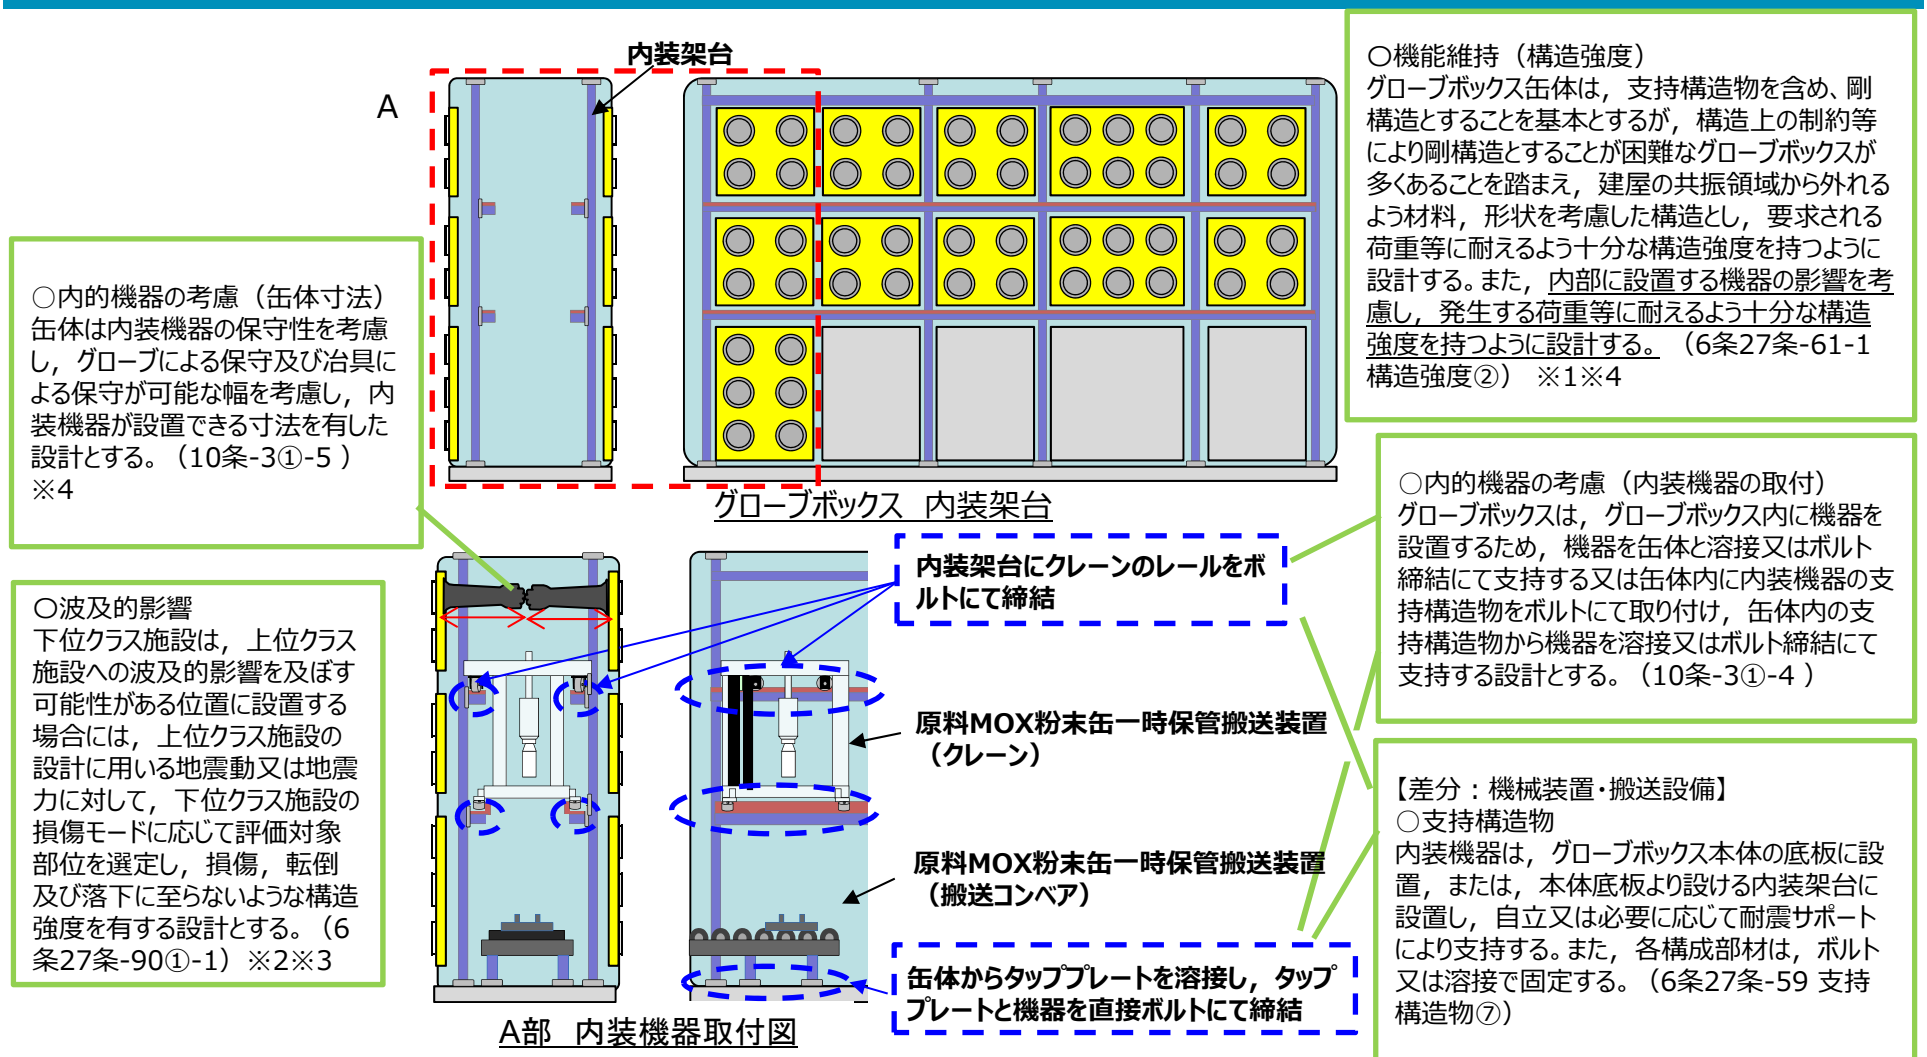 内装架台
A
グローブボックス　内装架台
〇機能維持（構造強度）
グローブボックス缶体は，支持構造物を含め、剛
構造とすることを基本とするが，構造上の制約等
により剛構造とすることが困難なグローブボックスが
多くあることを踏まえ，建屋の共振領域から外れる
よう材料，形状を考慮した構造とし，要求される
荷重等に耐えるよう十分な構造強度を持つように
設計する。また，内部に設置する機器の影響を考
慮し，発生する荷重等に耐えるよう十分な構造
強度を持つように設計する。（6条27条-61-1
構造強度②）　※1※4
○内的機器の考慮（缶体寸法）
缶体は内装機器の保守性を考慮
し，グローブによる保守及び冶具に
よる保守が可能な幅を考慮し，内
装機器が設置できる寸法を有した
設計とする。（10条-3①-5 ）
※4
〇波及的影響
下位クラス施設は，上位クラス
施設への波及的影響を及ぼす
可能性がある位置に設置する
場合には，上位クラス施設の
設計に用いる地震動又は地震
力に対して，下位クラス施設の
損傷モードに応じて評価対象
部位を選定し，損傷，転倒
及び落下に至らないような構造
強度を有する設計とする。（6
条27条-90①-1）※2※3
内装架台にクレーンのレールをボ
ルトにて締結
原料MOX粉末缶一時保管搬送装置
（クレーン）
原料MOX粉末缶一時保管搬送装置
（搬送コンベア）
缶体からタッププレートを溶接し，タップ
プレートと機器を直接ボルトにて締結
A部　内装機器取付図
○内的機器の考慮（内装機器の取付）
グローブボックスは，グローブボックス内に機器を
設置するため，機器を缶体と溶接又はボルト
締結にて支持する又は缶体内に内装機器の支
持構造物をボルトにて取り付け，缶体内の支
持構造物から機器を溶接又はボルト締結にて
支持する設計とする。（10条-3①-4 ）
【差分：機械装置・搬送設備】
○支持構造物
内装機器は，グローブボックス本体の底板に設
置，または，本体底板より設ける内装架台に
設置し，自立又は必要に応じて耐震サポート
により支持する。また，各構成部材は，ボルト
又は溶接で固定する。（6条27条-59 支持
構造物⑦）